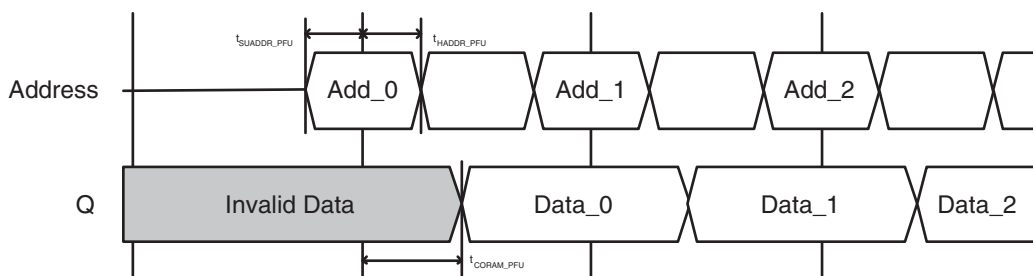 tSUADDR_PFU tHADDR_PFU
Address Add_0 Add_1 Add_2
Q Invalid Data Data_0 Data_1 Data_2
tCORAM_PFU